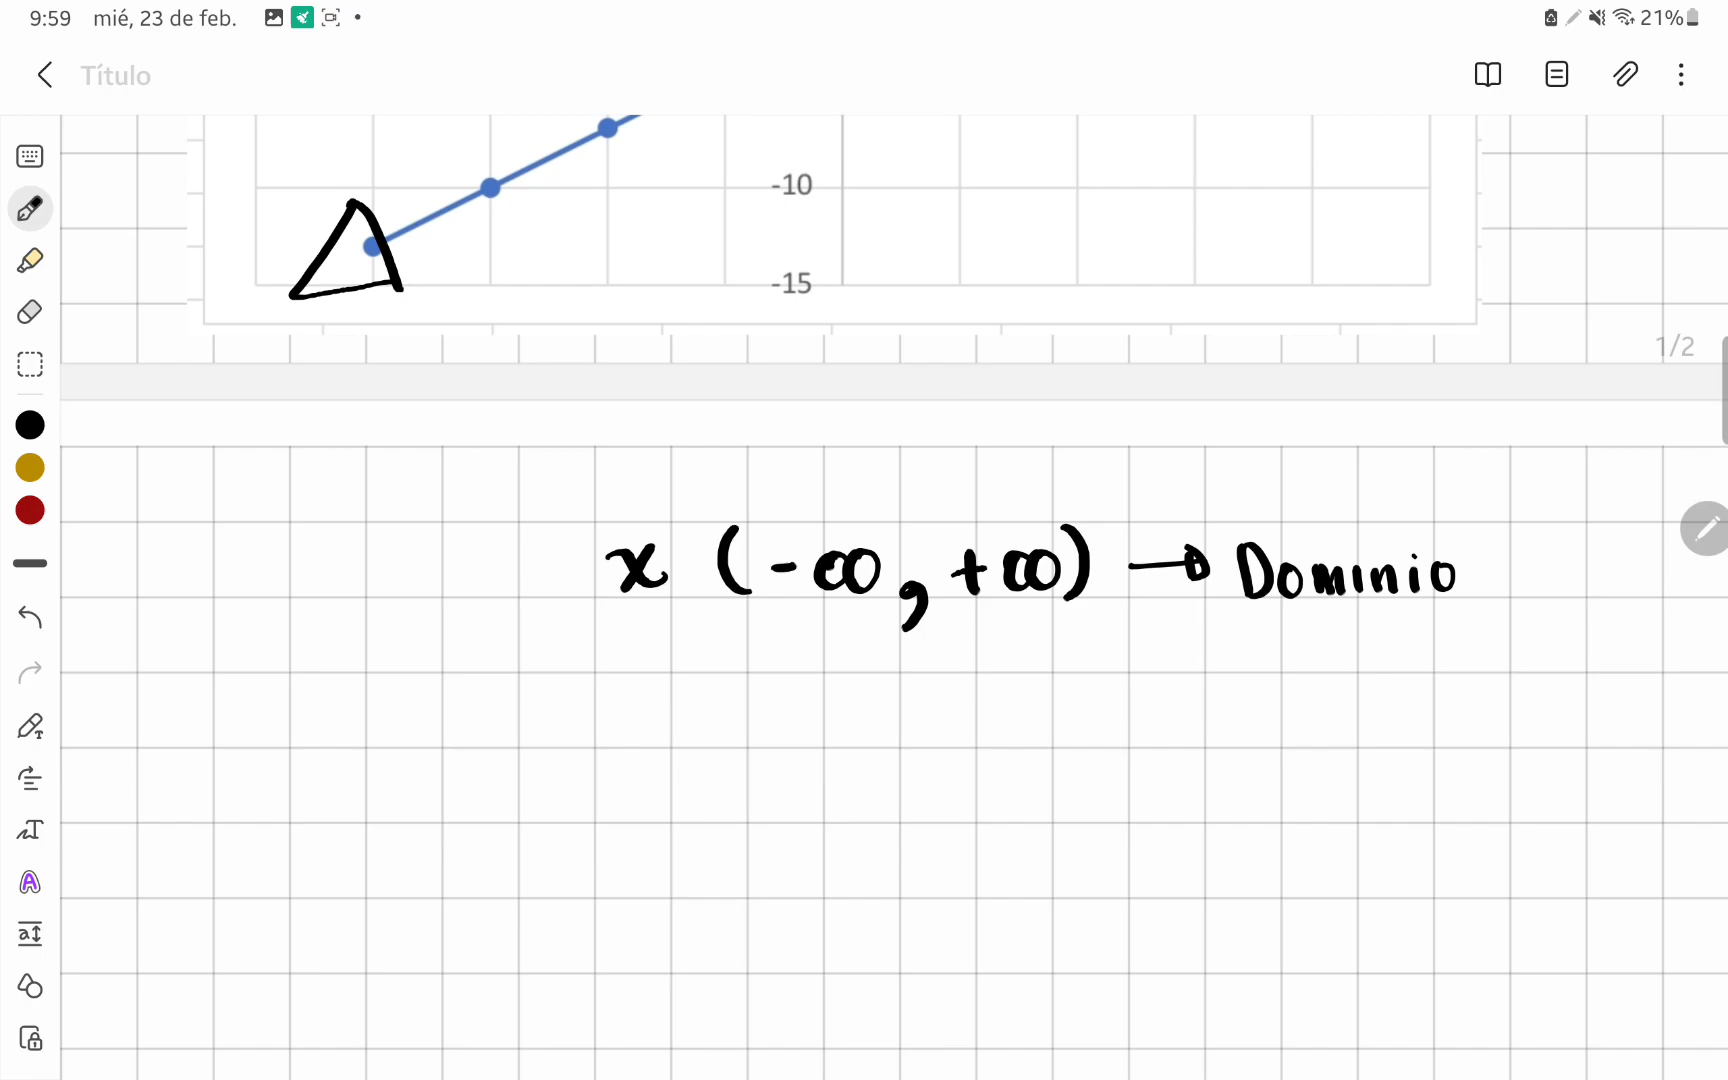 9:59 mié, 23 de feb. 21%
Título
-10
-15
1/2
x (-∞, +∞) → Dominio